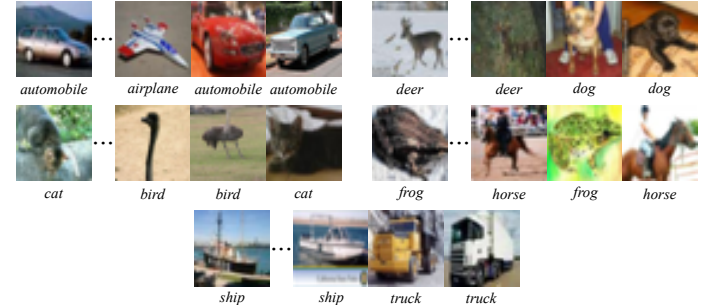 automobile ... airplane automobile automobile deer ... deer dog dog
cat ... bird bird cat frog ... horse frog horse
ship ... ship truck truck